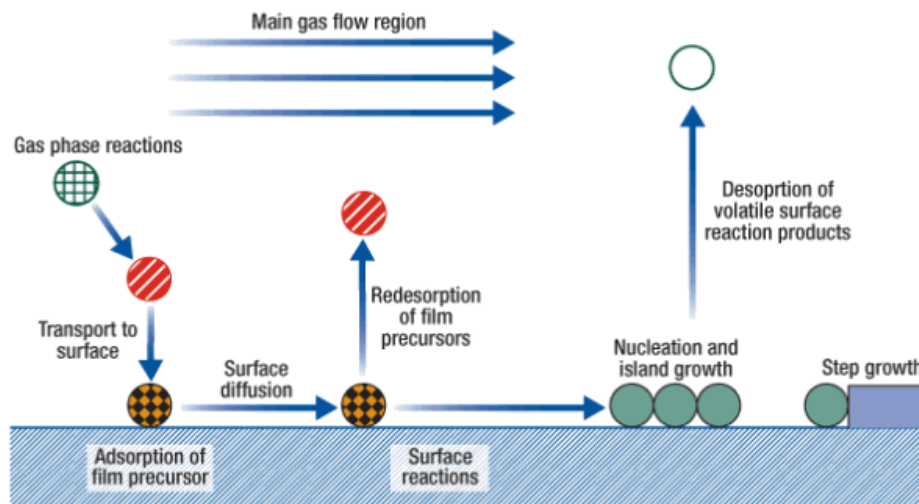 Main gas flow region
Gas phase reactions
Desoprtion of
volatile surface
reaction products
Redesorption
of film
precursors
Transport to
surface
Surface
diffusion
Nucleation and
island growth
Step growth
Adsorption of
film precursor
Surface
reactions